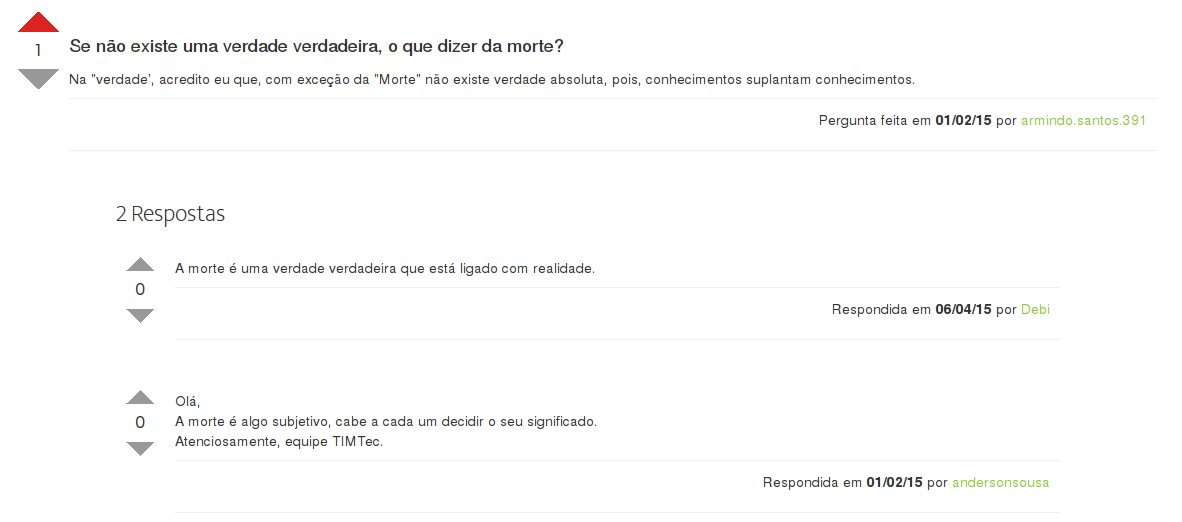 1
Se não existe uma verdade verdadeira, o que dizer da morte?
Na "verdade', acredito eu que, com exceção da "Morte" não existe verdade absoluta, pois, conhecimentos suplantam conhecimentos.
Pergunta feita em 01/02/15 por armindo.santos.391
2 Respostas
0
A morte é uma verdade verdadeira que está ligado com realidade.
Respondida em 06/04/15 por Debi
0
Olá,
A morte é algo subjetivo, cabe a cada um decidir o seu significado.
Atenciosamente, equipe TIMTec.
Respondida em 01/02/15 por andersonsousa